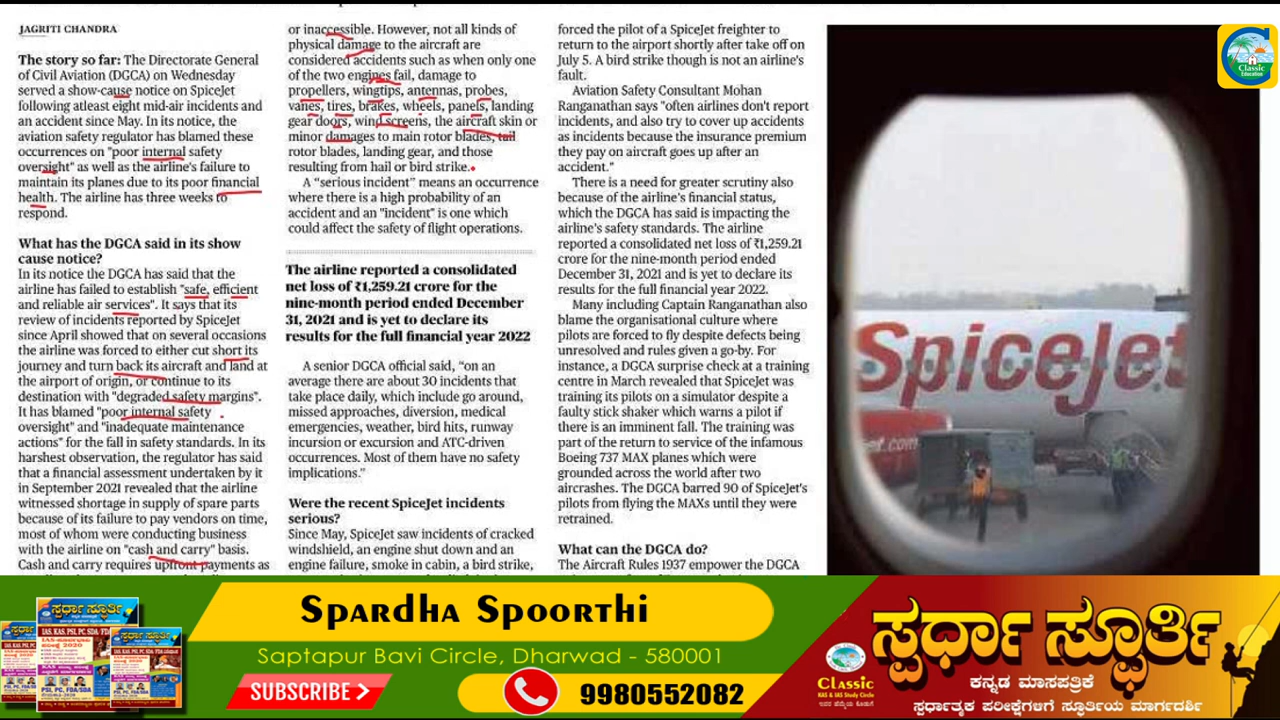 JAGRITI CHANDRA
The story so far: The Directorate General
of Civil Aviation (DGCA) on Wednesday
served a show-cause notice on SpiceJet
following atleast eight mid-air incidents and
an accident since May. In its notice, the
aviation safety regulator has blamed these
occurrences on "poor internal safety
oversight" as well as the airline's failure to
maintain its planes due to its poor financial
health. The airline has three weeks to
respond.
What has the DGCA said in its show
cause notice?
In its notice the DGCA has said that the
airline has failed to establish "safe, efficient
and reliable air services". It says that its
review of incidents reported by SpiceJet
since April showed that on several occasions
the airline was forced to either cut short its
journey and turn back its aircraft and land at
the airport of origin, or continue to its
destination with "degraded safety margins".
It has blamed "poor internal safety
oversight" and "inadequate maintenance
actions" for the fall in safety standards. In its
harshest observation, the regulator has said
that a financial assessment undertaken by it
in September 2021 revealed that the airline
witnessed shortage in supply of spare parts
because of its failure to pay vendors on time,
most of whom were conducting business
with the airline on "cash and carry" basis.
Cash and carry requires upfront payments as
or inaccessible. However, not all kinds of
physical damage to the aircraft are
considered accidents such as when only one
of the two engines fail, damage to
propellers, wingtips, antennas, probes,
vanes, tires, brakes, wheels, panels, landing
gear doors, wind screens, the aircraft skin or
minor damages to main rotor blades, tail
rotor blades, landing gear, and those
resulting from hail or bird strike.
A "serious incident" means an occurrence
where there is a high probability of an
accident and an "incident" is one which
could affect the safety of flight operations.
The airline reported a consolidated
net loss of ₹1,259.21 crore for the
nine-month period ended December
31, 2021 and is yet to declare its
results for the full financial year 2022
A senior DGCA official said, "on an
average there are about 30 incidents that
take place daily, which include go around,
missed approaches, diversion, medical
emergencies, weather, bird hits, runway
incursion or excursion and ATC-driven
occurrences. Most of them have no safety
implications."
Were the recent SpiceJet incidents
serious?
Since May, SpiceJet saw incidents of cracked
windshield, an engine shut down and an
engine failure, smoke in cabin, a bird strike,
forced the pilot of a SpiceJet freighter to
return to the airport shortly after take off on
July 5. A bird strike though is not an airline's
fault.
Aviation Safety Consultant Mohan
Ranganathan says "often airlines don't report
incidents, and also try to cover up accidents
as incidents because the insurance premium
they pay on aircraft goes up after an
accident."
There is a need for greater scrutiny also
because of the airline's financial status,
which the DGCA has said is impacting the
airline's safety standards. The airline
reported a consolidated net loss of ₹1,259.21
crore for the nine-month period ended
December 31, 2021 and is yet to declare its
results for the full financial year 2022.
Many including Captain Ranganathan also
blame the organisational culture where
pilots are forced to fly despite defects being
unresolved and rules given a go-by. For
instance, a DGCA surprise check at a training
centre in March revealed that SpiceJet was
training its pilots on a simulator despite a
faulty stick shaker which warns a pilot if
there is an imminent fall. The training was
part of the return to service of the infamous
Boeing 737 MAX planes which were
grounded across the world after two
aircrashes. The DGCA barred 90 of SpiceJet's
pilots from flying the MAXs until they were
retrained.
What can the DGCA do?
The Aircraft Rules 1937 empower the DGCA
SpiceJet
et.com
Classic
Education
Spardha Spoorthi
Saptapur Bavi Circle, Dharwad - 580001
SUBSCRIBE >
9980552082
ಸ್ಪರ್ಧಾ ಸ್ಫೂರ್ತಿ
ಕನ್ನಡ ಮಾಸಪತ್ರಿಕೆ
ಸ್ಪರ್ಧಾತ್ಮಕ ಪರೀಕ್ಷೆಗಳಿಗೆ ಸ್ಫೂರ್ತಿಯ ಮಾರ್ಗದರ್ಶಿ
Classic
KAS & IAS Study Circle
ಸ್ಪರ್ಧಾ ಸ್ಫೂರ್ತಿ